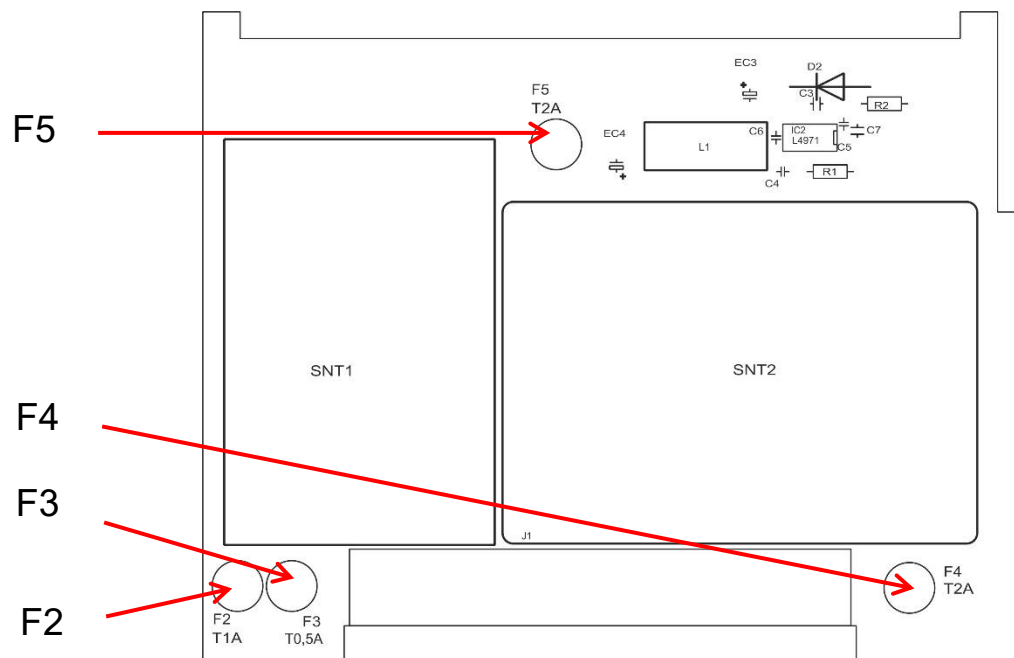 EC3
D2
F5
T2A
C3
R2
F5
EC4
C6
IC2
L4971
C7
L1
C5
C4
R1
SNT1
SNT2
F4
F3
J1
F4
T2A
F2
F2
T1A
F3
T0,5A